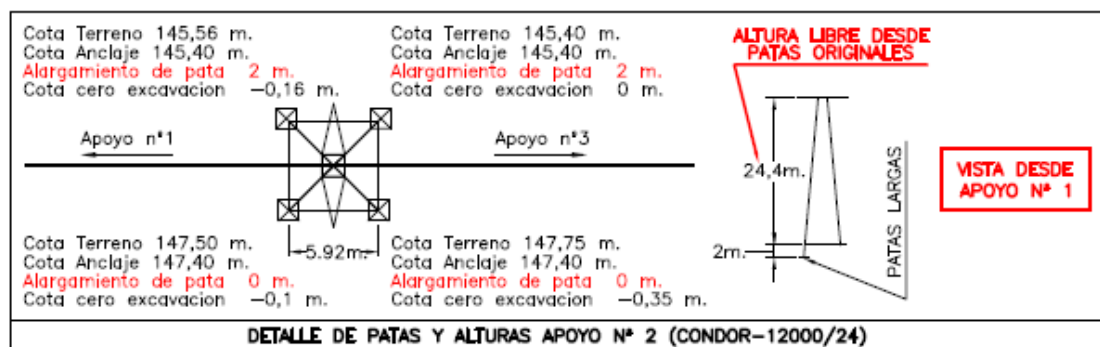 Cota Terreno 145,56 m.
Cota Anclaje 145,40 m.
Alargamiento de pata 2 m.
Cota cero excavacion -0,16 m.
Cota Terreno 145,40 m.
Cota Anclaje 145,40 m.
Alargamiento de pata 2 m.
Cota cero excavacion 0 m.
Apoyo nº1
Apoyo nº3
Cota Terreno 147,50 m.
Cota Anclaje 147,40 m.
Alargamiento de pata 0 m.
Cota cero excavacion -0,1 m.
5.92m.
Cota Terreno 147,75 m.
Cota Anclaje 147,40 m.
Alargamiento de pata 0 m.
Cota cero excavacion -0,35 m.
ALTURA LIBRE DESDE
PATAS ORIGINALES
24,4m.
2m.
PATAS LARGAS
VISTA DESDE
APOYO Nº 1
DETALLE DE PATAS Y ALTURAS APOYO Nº 2 (CONDOR-12000/24)